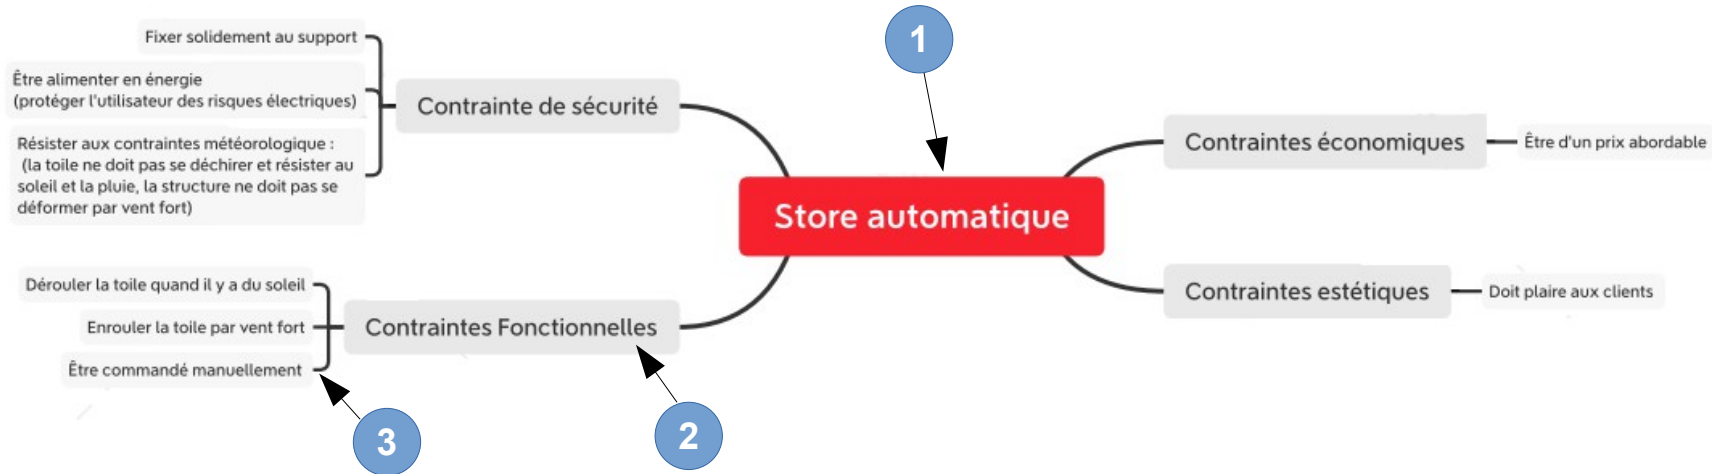 Fixer solidement au support
Être alimenter en énergie
(protéger l'utilisateur des risques électriques)
Résister aux contraintes météorologique :
(la toile ne doit pas se déchirer et résister au
soleil et la pluie, la structure ne doit pas se
déformer par vent fort)
Contrainte de sécurité
Dérouler la toile quand il y a du soleil
Enrouler la toile par vent fort
Être commandé manuellement
Contraintes Fonctionnelles
3
2
1
Store automatique
Contraintes économiques
Être d'un prix abordable
Contraintes estétiques
Doit plaire aux clients